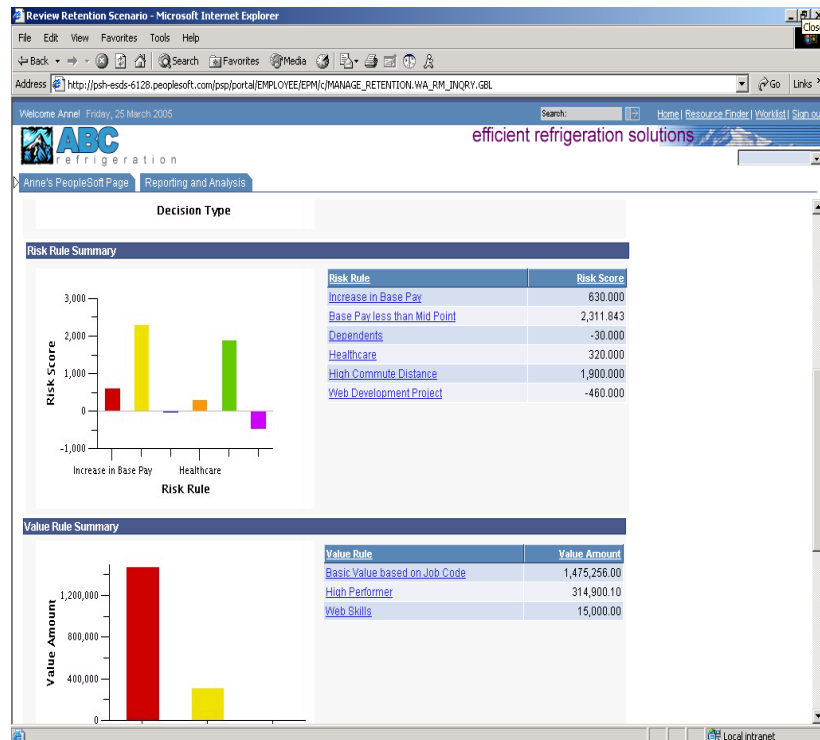 Review Retention Scenario - Microsoft Internet Explorer
Clos
File Edit View Favorites Tools Help
Back Search Favorites Media
Address http://psh-esds-6128.peoplesoft.com/psp/portal/EMPLOYEE/EPM/c/MANAGE_RETENTION.WA_RM_INQRY.GBL Go Links
Welcome Anne! Friday, 25 March 2005 Search: Home | Resource Finder | Worklist | Sign ou
ABC
refrigeration
efficient refrigeration solutions
Anne's PeopleSoft Page Reporting and Analysis
Decision Type
Risk Rule Summary
3,000
2,000
1,000
0
-1,000
Risk Score
Increase in Base Pay Healthcare
Risk Rule
Risk Rule Risk Score
Increase in Base Pay 630.000
Base Pay less than Mid Point 2,311.843
Dependents -30.000
Healthcare 320.000
High Commute Distance 1,900.000
Web Development Project -460.000
Value Rule Summary
1,200,000
800,000
400,000
0
Value Amount
Value Rule Value Amount
Basic Value based on Job Code 1,475,256.00
High Performer 314,900.10
Web Skills 15,000.00
Local intranet